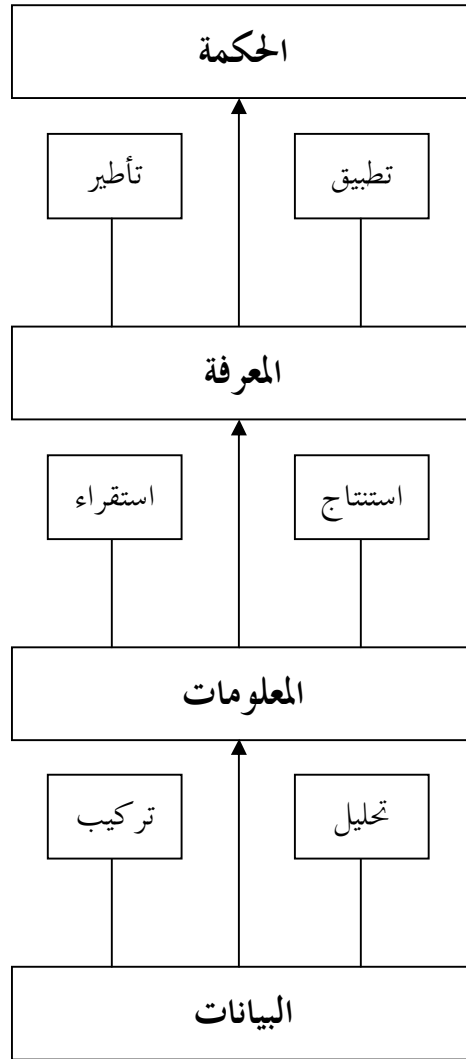 الحكمة
تطبيق
تأطير
المعرفة
استنتاج
استقراء
المعلومات
تحليل
تركيب
البيانات